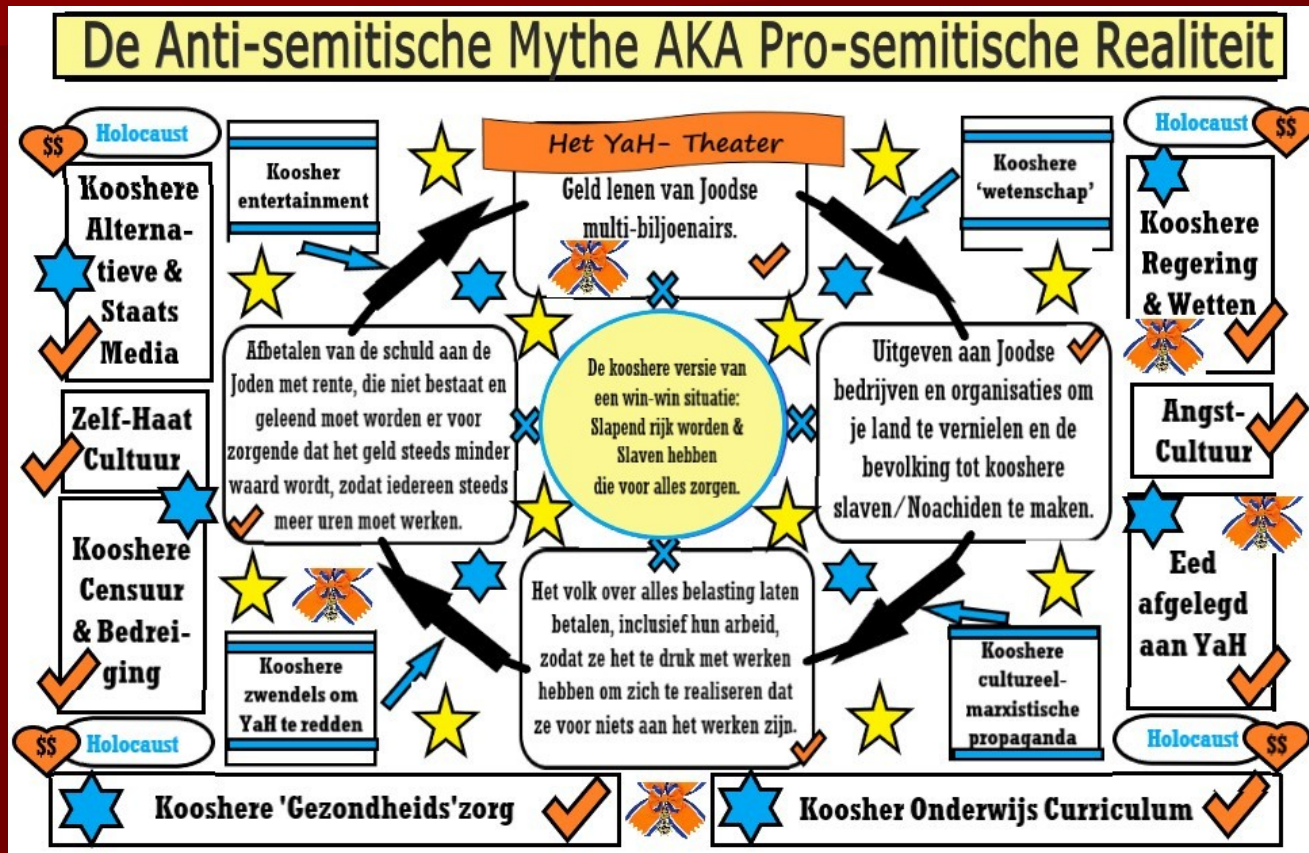 De Anti-semitische Mythe AKA Pro-semitische Realiteit
$$
Holocaust
Kooshere
Alterna-
tieve &
Staats
Media
Zelf-Haat
Cultuur
Kooshere
Censuur
& Bedrei-
ging
$$
Holocaust
Koosher
entertainment
Het YaH- Theater
Geld lenen van Joodse
multi-biljoenairs.
Kooshere
‘wetenschap’
Afbetalen van de schuld aan de
Joden met rente, die niet bestaat en
geleend moet worden er voor
zorgende dat het geld steeds minder
waard wordt, zodat iedereen steeds
meer uren moet werken.
De kooshere versie van
een win-win situatie:
Slapend rijk worden &
Slaven hebben
die voor alles zorgen.
Uitgeven aan Joodse
bedrijven en organisaties om
je land te vernielen en de
bevolking tot kooshere
slaven/Noachiden te maken.
Kooshere
zwendels om
YaH te redden
Het volk over alles belasting laten
betalen, inclusief hun arbeid,
zodat ze het te druk met werken
hebben om zich te realiseren dat
ze voor niets aan het werken zijn.
Kooshere
cultureel-
marxistische
propaganda
Holocaust
$$
Kooshere
Regering
& Wetten
Angst-
Cultuur
Eed
afgelegd
aan YaH
Holocaust
$$
Kooshere 'Gezondheids'zorg
Koosher Onderwijs Curriculum